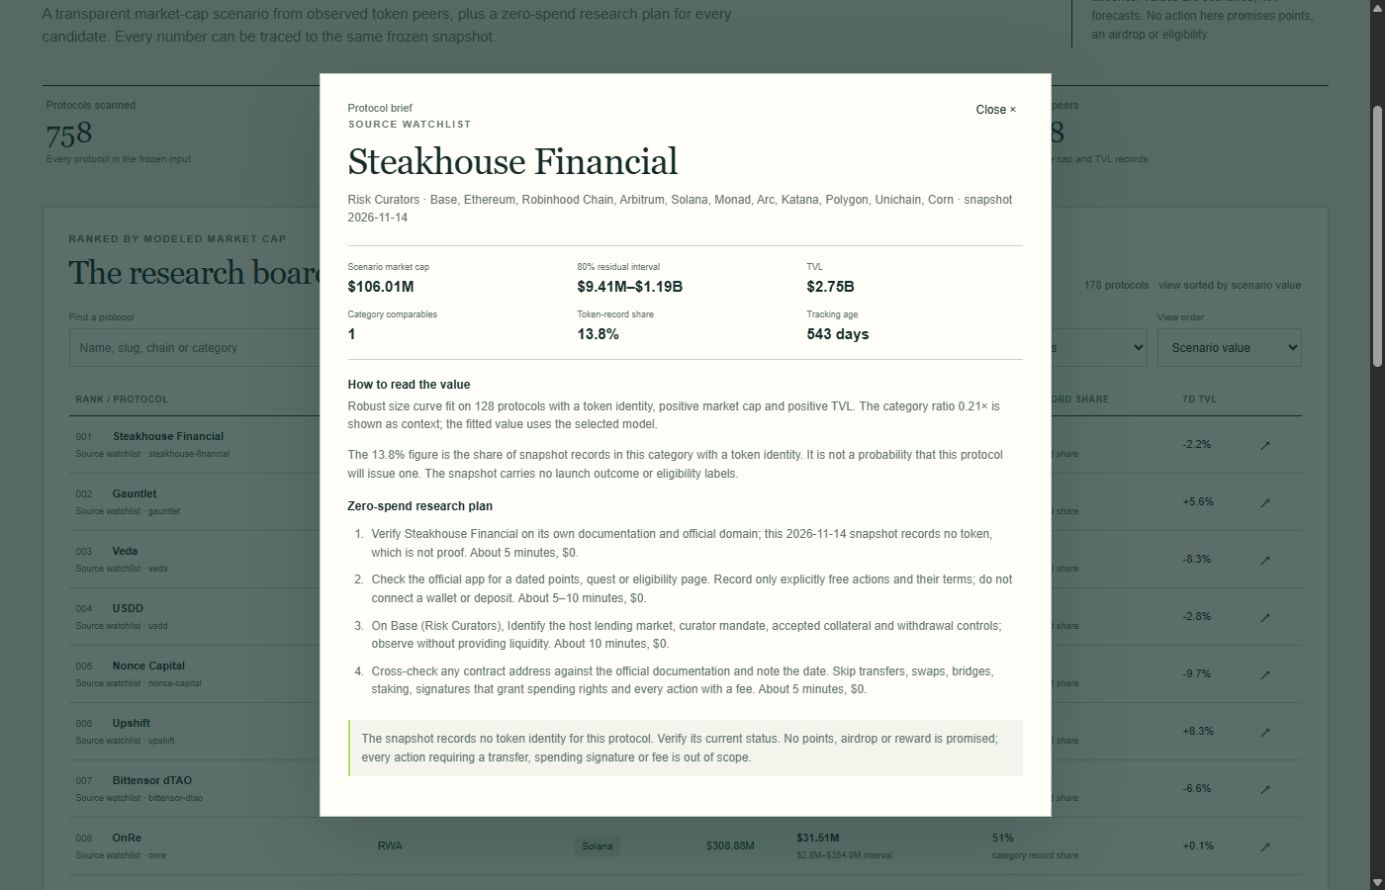 A transparent market-cap scenario from observed token peers, plus a zero-spend research plan for every
candidate. Every number can be traced to the same frozen snapshot.
forecasts. No action here promises points,
an airdrop or eligibility.
Protocols scanned
758
Every protocol in the frozen input
peers
8
cap and TVL records
RANKED BY MODELED MARKET CAP
The research board
178 protocols · view sorted by scenario value
Find a protocol
Name, slug, chain or category
View order
s
Scenario value
RANK / PROTOCOL
ORD SHARE
7D TVL
001 Steakhouse Financial
Source watchlist · steakhouse-financial
-2.2% ↗
d share
002 Gauntlet
Source watchlist · gauntlet
+5.6% ↗
d share
003 Veda
Source watchlist · veda
-8.3% ↗
d share
004 USDD
Source watchlist · usdd
-2.8% ↗
d share
005 Nonce Capital
Source watchlist · nonce-capital
-9.7% ↗
d share
006 Upshift
Source watchlist · upshift
+8.3% ↗
d share
007 Bittensor dTAO
Source watchlist · bittensor-dtao
-6.6% ↗
d share
008 OnRe
Source watchlist · onre
RWA
Solana
$308.88M
$31.51M
$2.8M–$354.9M interval
51%
category record share
+0.1% ↗
Protocol brief
Close ×
SOURCE WATCHLIST
Steakhouse Financial
Risk Curators · Base, Ethereum, Robinhood Chain, Arbitrum, Solana, Monad, Arc, Katana, Polygon, Unichain, Corn · snapshot
2026-11-14
Scenario market cap
$106.01M
80% residual interval
$9.41M–$1.19B
TVL
$2.75B
Category comparables
1
Token-record share
13.8%
Tracking age
543 days
How to read the value
Robust size curve fit on 128 protocols with a token identity, positive market cap and positive TVL. The category ratio 0.21× is
shown as context; the fitted value uses the selected model.
The 13.8% figure is the share of snapshot records in this category with a token identity. It is not a probability that this protocol
will issue one. The snapshot carries no launch outcome or eligibility labels.
Zero-spend research plan
1. Verify Steakhouse Financial on its own documentation and official domain; this 2026-11-14 snapshot records no token,
which is not proof. About 5 minutes, $0.
2. Check the official app for a dated points, quest or eligibility page. Record only explicitly free actions and their terms; do not
connect a wallet or deposit. About 5–10 minutes, $0.
3. On Base (Risk Curators), Identify the host lending market, curator mandate, accepted collateral and withdrawal controls;
observe without providing liquidity. About 10 minutes, $0.
4. Cross-check any contract address against the official documentation and note the date. Skip transfers, swaps, bridges,
staking, signatures that grant spending rights and every action with a fee. About 5 minutes, $0.
The snapshot records no token identity for this protocol. Verify its current status. No points, airdrop or reward is promised;
every action requiring a transfer, spending signature or fee is out of scope.